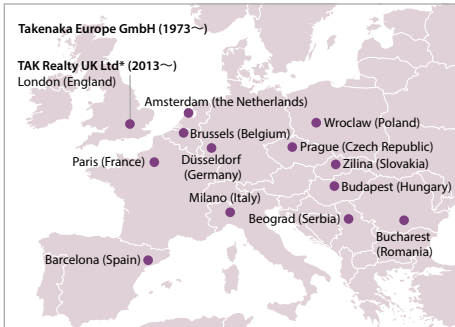 Takenaka Europe GmbH (1973〜)
TAK Realty UK Ltd* (2013〜)
London (England)
Amsterdam (the Netherlands)
Wroclaw (Poland)
Brussels (Belgium)
Prague (Czech Republic)
Paris (France)
Düsseldorf
(Germany)
Zilina (Slovakia)
Budapest (Hungary)
Milano (Italy)
Beograd (Serbia)
Bucharest
(Romania)
Barcelona (Spain)